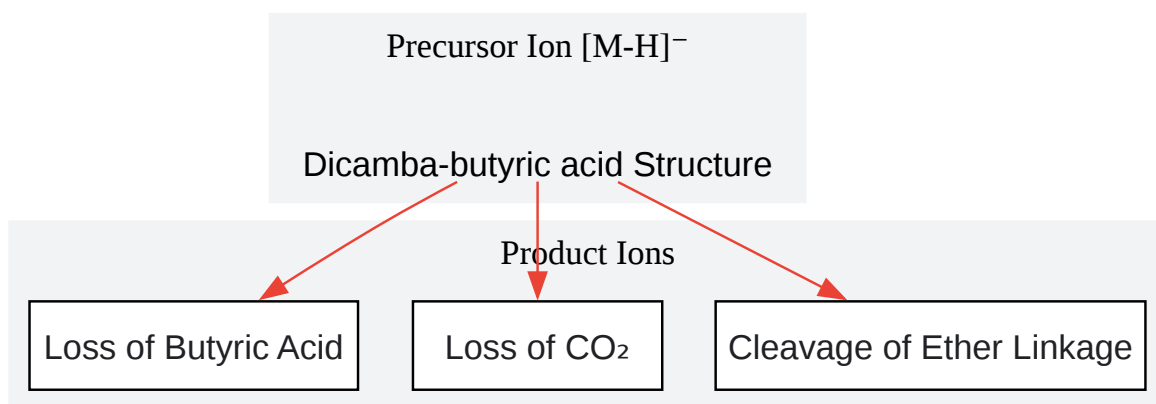 Precursor Ion [M-H]⁻
Dicamba-butyric acid Structure
Product Ions
Loss of Butyric Acid
Loss of CO₂
Cleavage of Ether Linkage